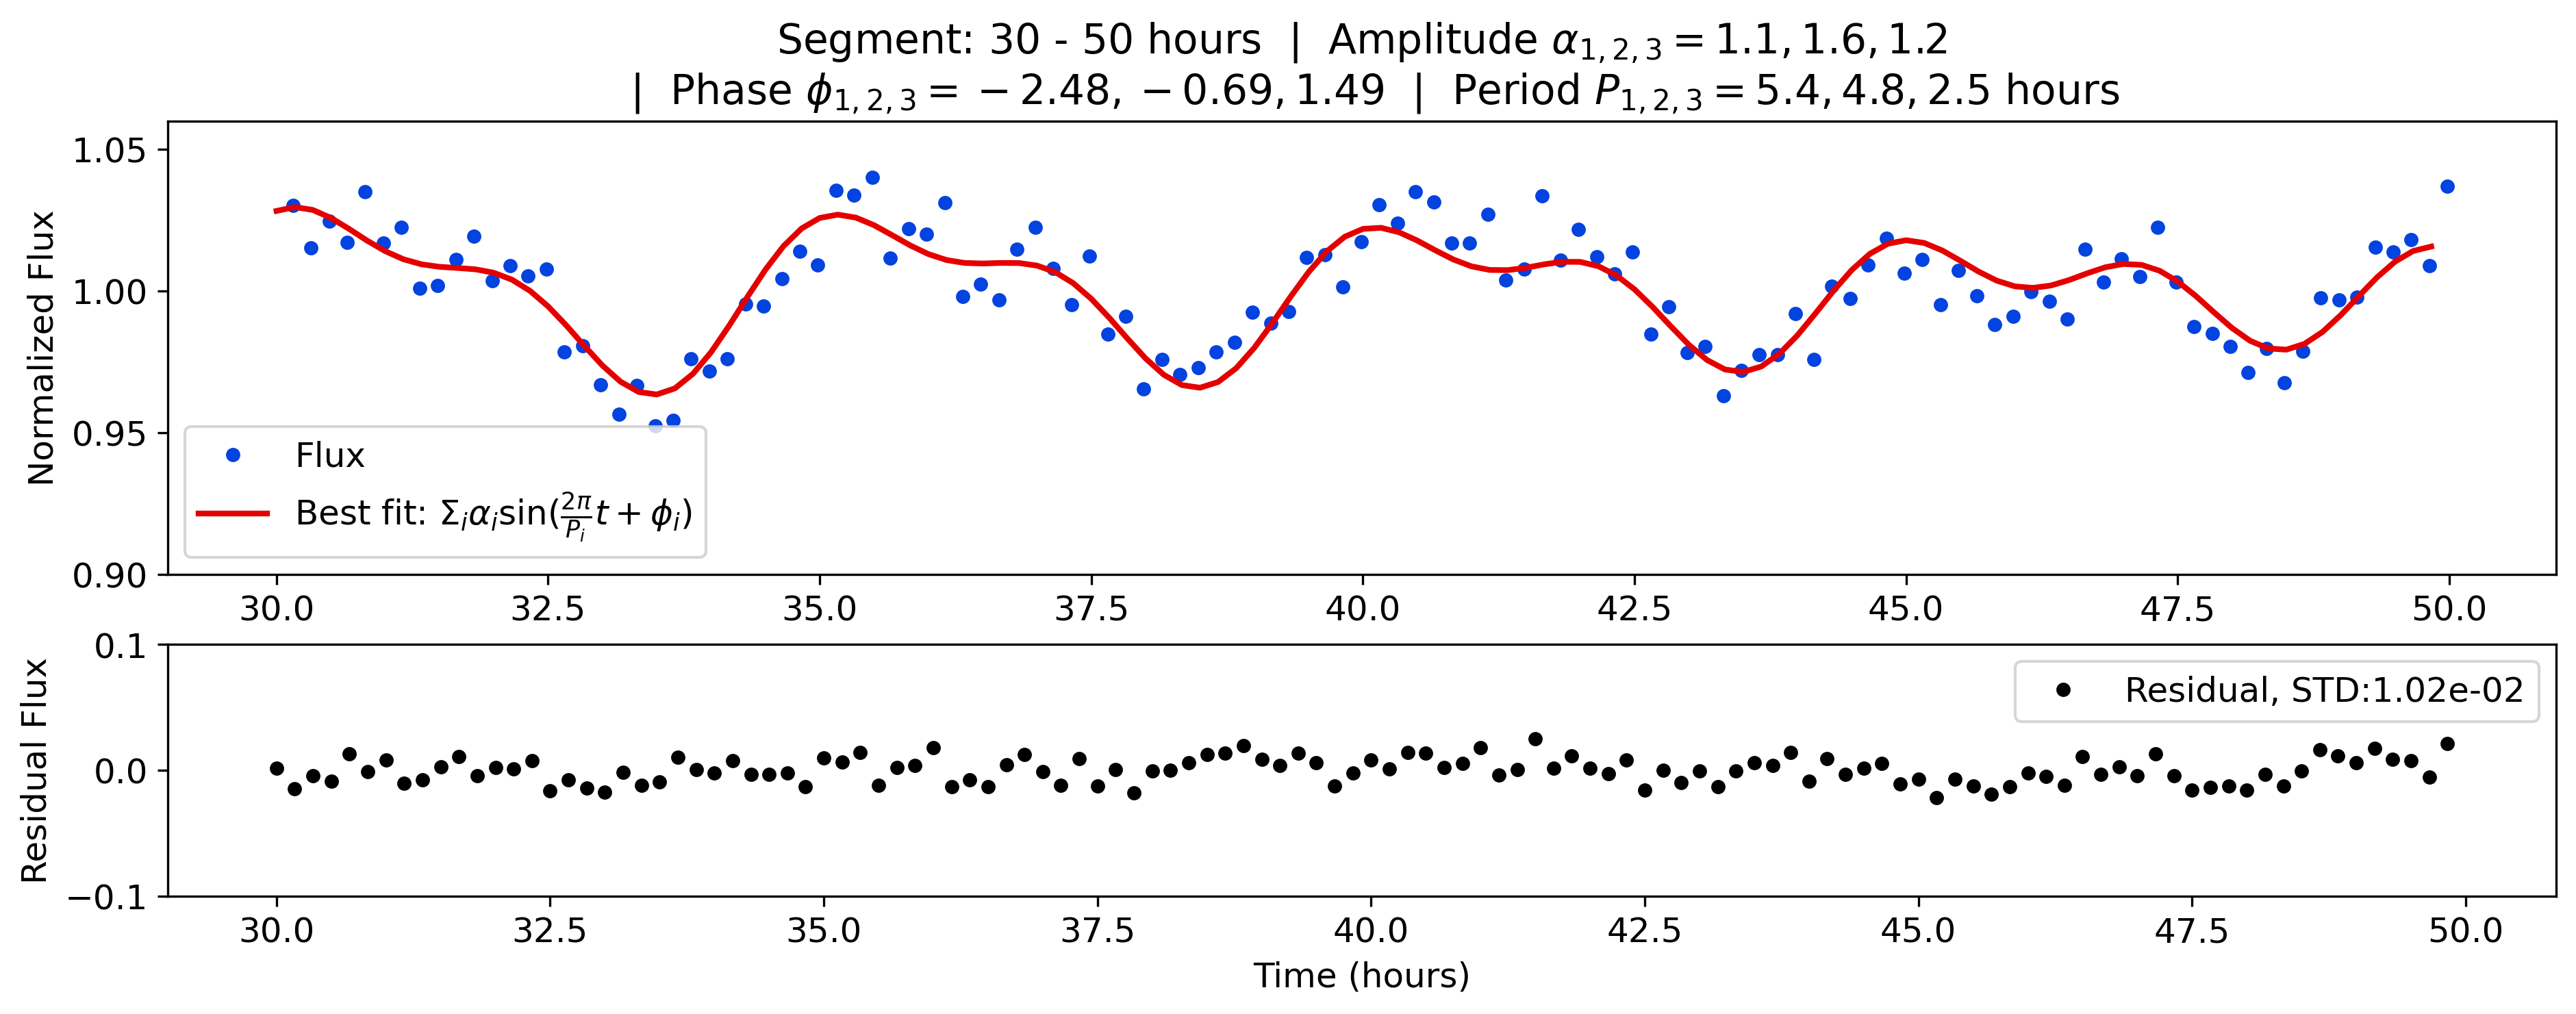 Segment: 30 - 50 hours | Amplitude α₁,₂,₃ = 1.1, 1.6, 1.2
| Phase ϕ₁,₂,₃ = −2.48, −0.69, 1.49 | Period P₁,₂,₃ = 5.4, 4.8, 2.5 hours
Normalized Flux
1.05
1.00
0.95
0.90
Flux
Best fit: Σᵢαᵢsin(2π/Pᵢ t + ϕᵢ)
30.0 32.5 35.0 37.5 40.0 42.5 45.0 47.5 50.0
Residual Flux
0.1
0.0
−0.1
Residual, STD:1.02e-02
30.0 32.5 35.0 37.5 40.0 42.5 45.0 47.5 50.0
Time (hours)